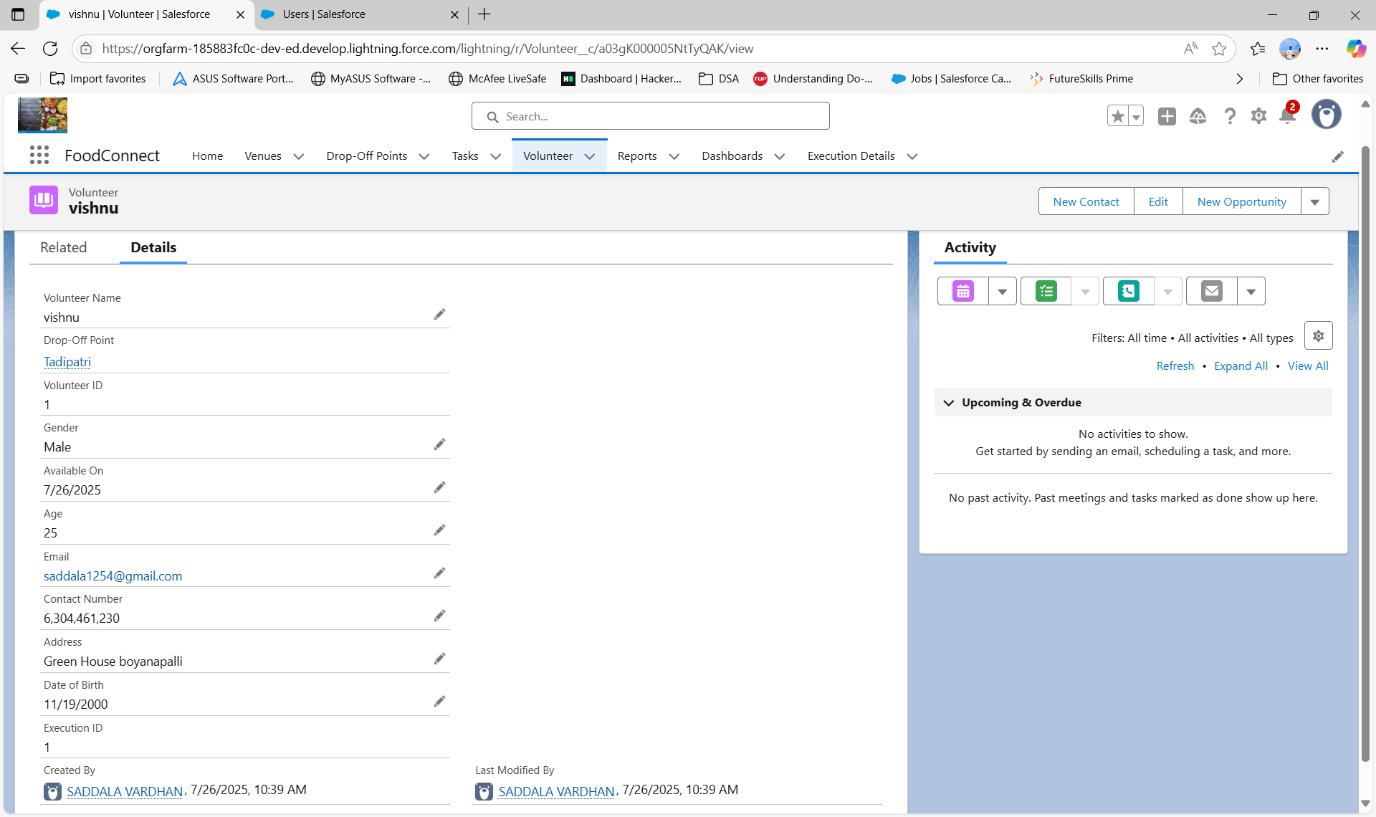 vishnu | Volunteer | Salesforce
Users | Salesforce
https://orgfarm-185883fc0c-dev-ed.develop.lightning.force.com/lightning/r/Volunteer__c/a03gK000005NtTyQAK/view
Import favorites ASUS Software Port... MyASUS Software -... McAfee LiveSafe Dashboard | Hacker... DSA Understanding Do-... Jobs | Salesforce Ca... FutureSkills Prime Other favorites
Search...
2
FoodConnect Home Venues Drop-Off Points Tasks Volunteer Reports Dashboards Execution Details
Volunteer
vishnu
New Contact Edit New Opportunity
Related Details
Volunteer Name
vishnu
Drop-Off Point
Tadipatri
Volunteer ID
1
Gender
Male
Available On
7/26/2025
Age
25
Email
saddala1254@gmail.com
Contact Number
6,304,461,230
Address
Green House boyanapalli
Date of Birth
11/19/2000
Execution ID
1
Created By
SADDALA VARDHAN, 7/26/2025, 10:39 AM
Last Modified By
SADDALA VARDHAN, 7/26/2025, 10:39 AM
Activity
Filters: All time • All activities • All types
Refresh • Expand All • View All
Upcoming & Overdue
No activities to show.
Get started by sending an email, scheduling a task, and more.
No past activity. Past meetings and tasks marked as done show up here.